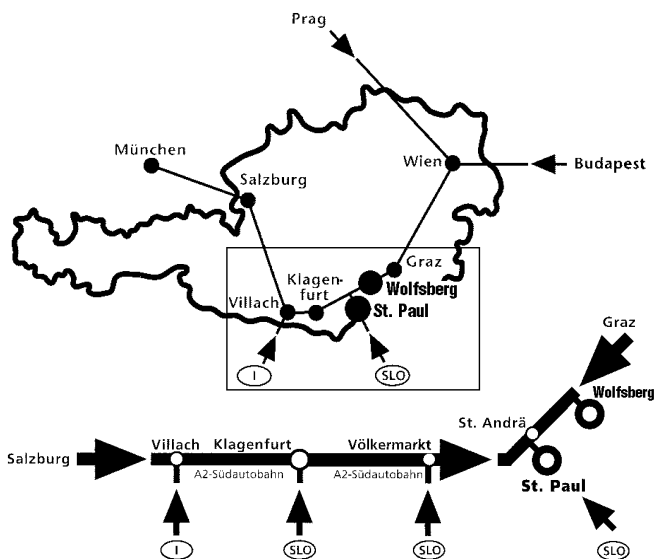 Prag
München
Wien
Budapest
Salzburg
Graz
Klagen-
furt
Wolfsberg
Villach
St. Paul
I
SLO
Graz
Wolfsberg
St. Andrä
Villach
Klagenfurt
Völkermarkt
Salzburg
A2-Südautobahn
A2-Südautobahn
St. Paul
I
SLO
SLO
SLO